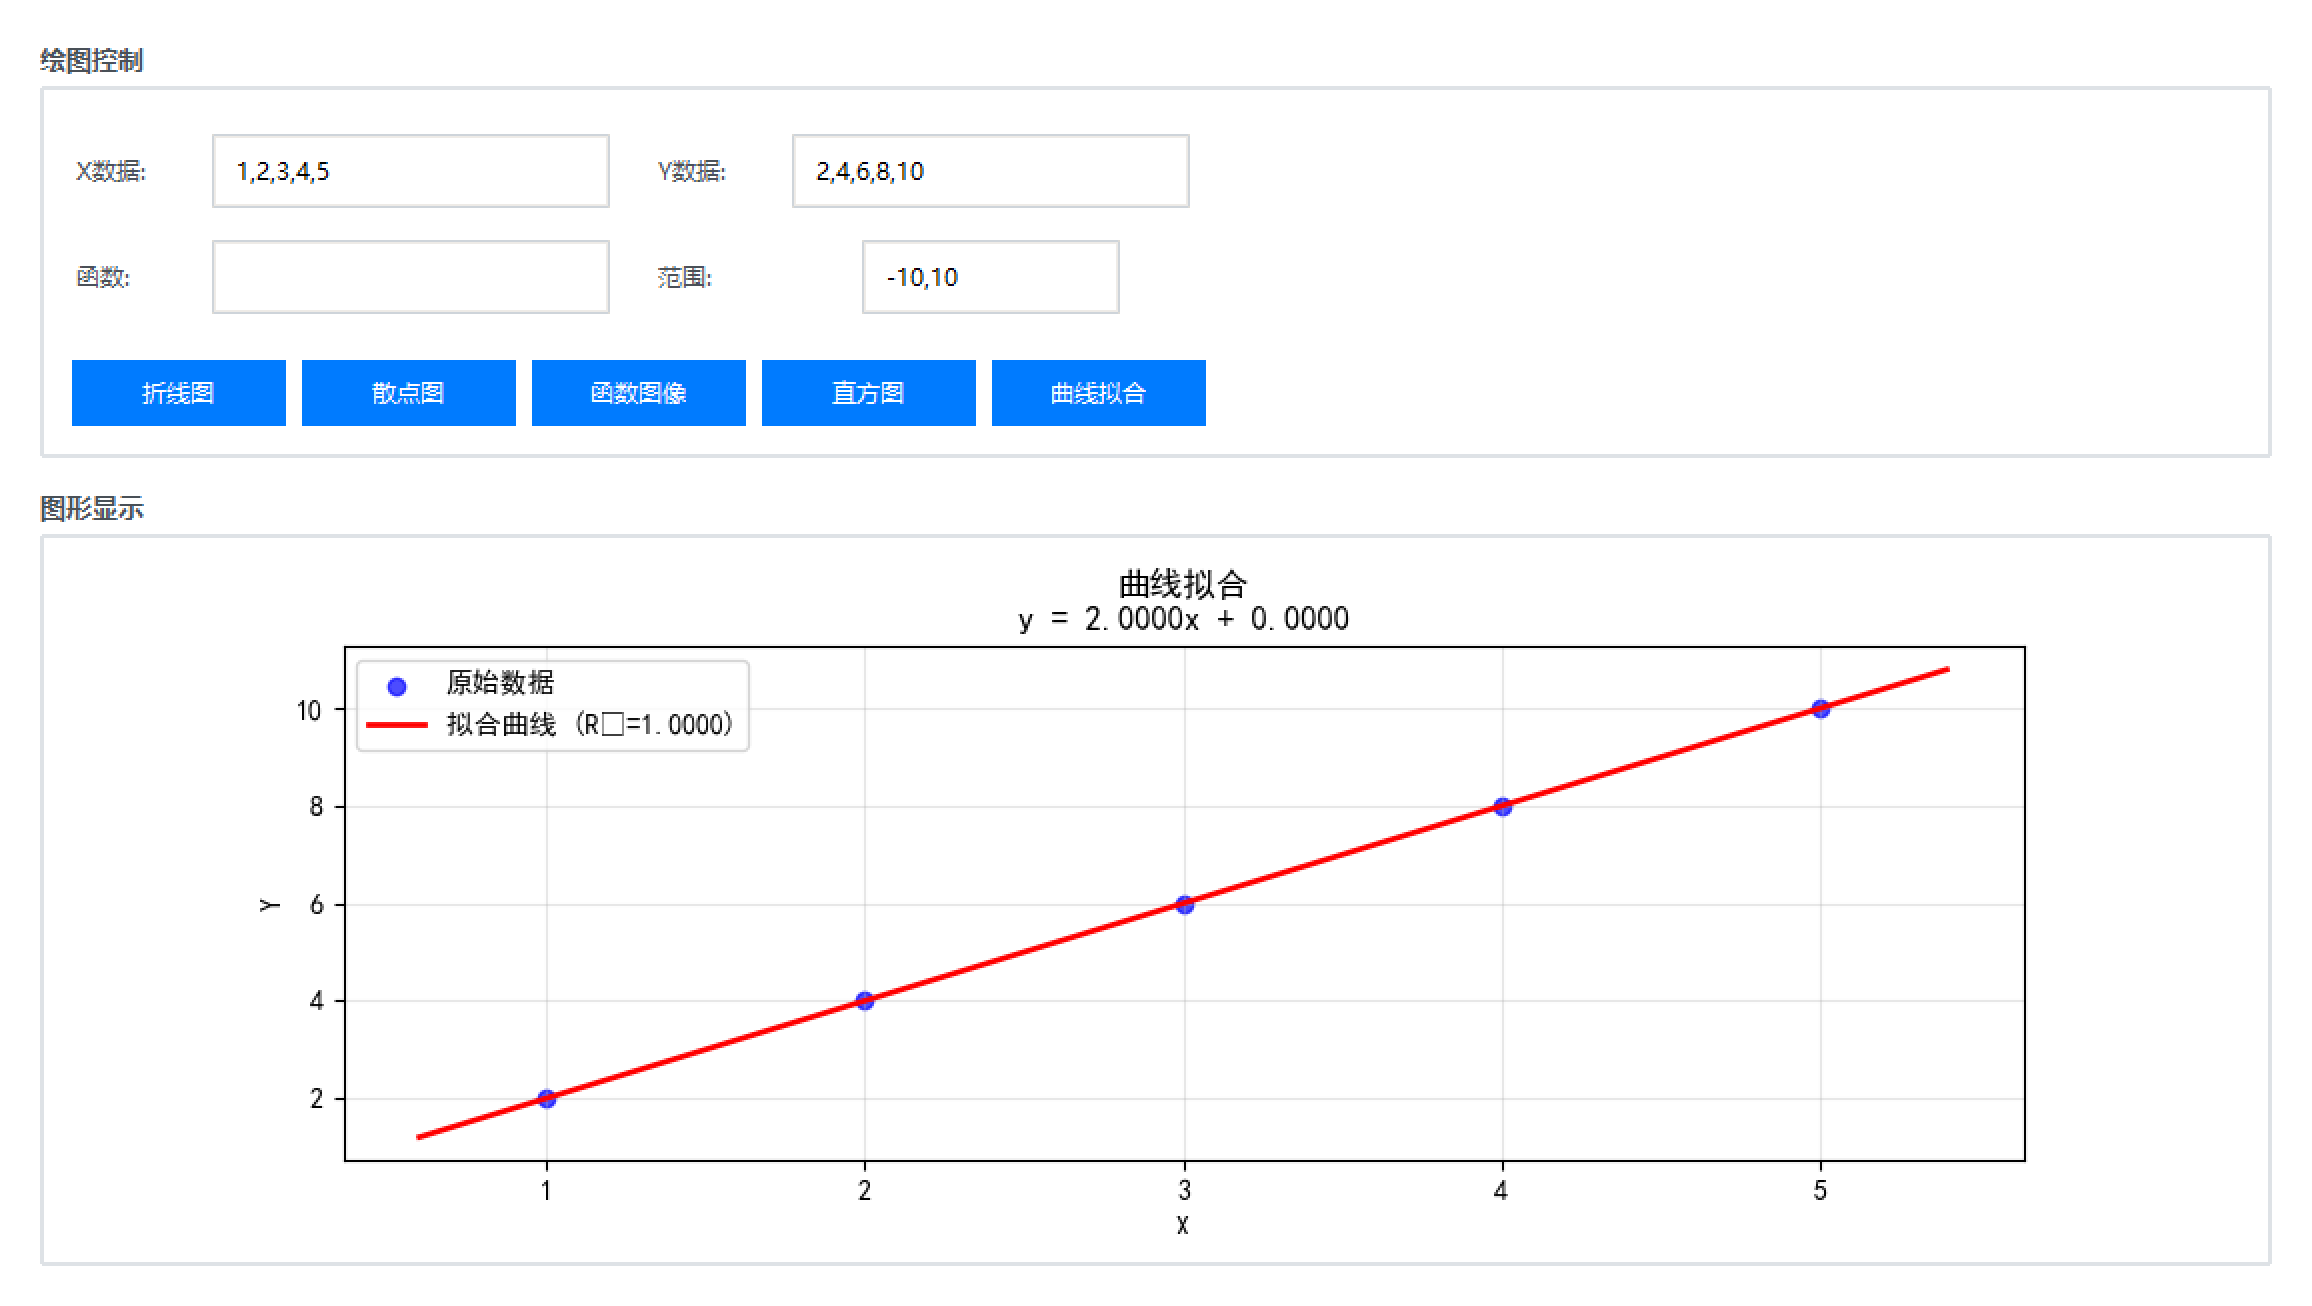 绘图控制
X数据: 1,2,3,4,5 Y数据: 2,4,6,8,10
函数: 范围: -10,10
折线图 散点图 函数图像 直方图 曲线拟合
图形显示
曲线拟合
y = 2.0000x + 0.0000
原始数据
拟合曲线 (R□=1.0000)
10
8
6
4
2
Y
1 2 3 4 5
X